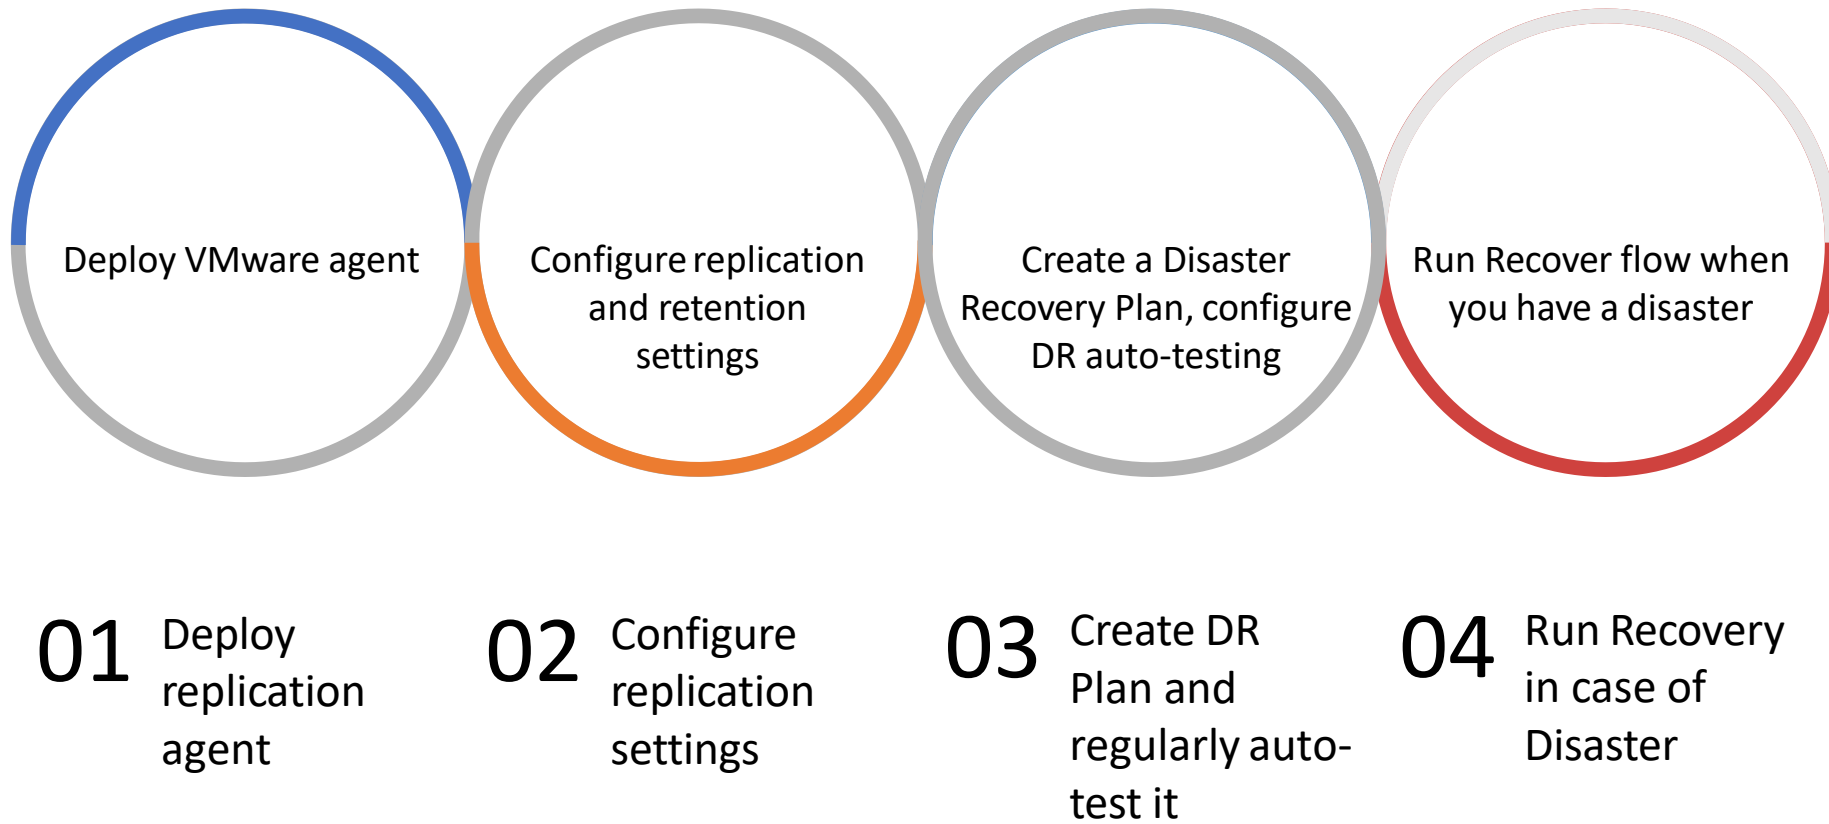 Deploy VMware agent
Configure replication
and retention
settings
Create a Disaster
Recovery Plan, configure
DR auto-testing
Run Recover flow when
you have a disaster
01
Deploy
replication
agent
02
Configure
replication
settings
03
Create DR
Plan and
regularly auto-
test it
04
Run Recovery
in case of
Disaster